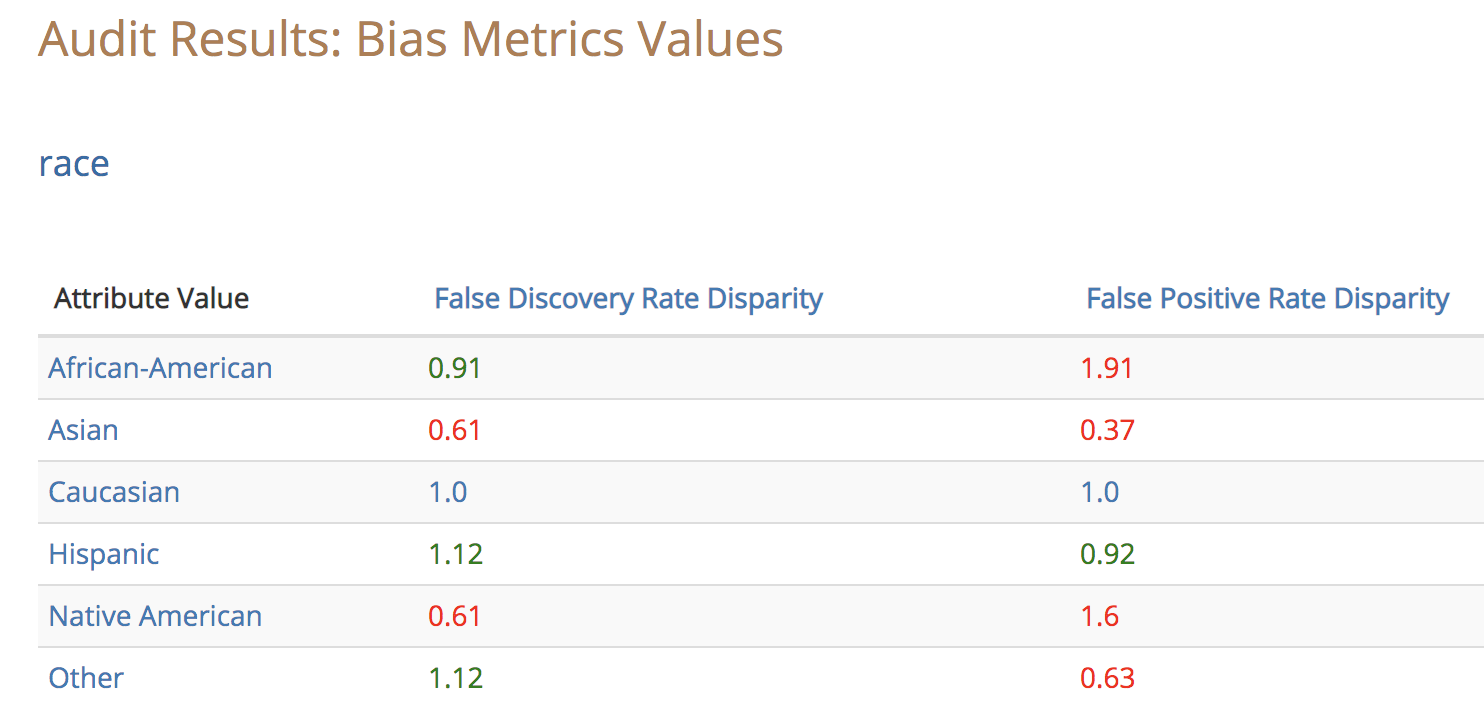 Audit Results: Bias Metrics Values
race
Attribute Value False Discovery Rate Disparity False Positive Rate Disparity
African-American 0.91 1.91
Asian 0.61 0.37
Caucasian 1.0 1.0
Hispanic 1.12 0.92
Native American 0.61 1.6
Other 1.12 0.63